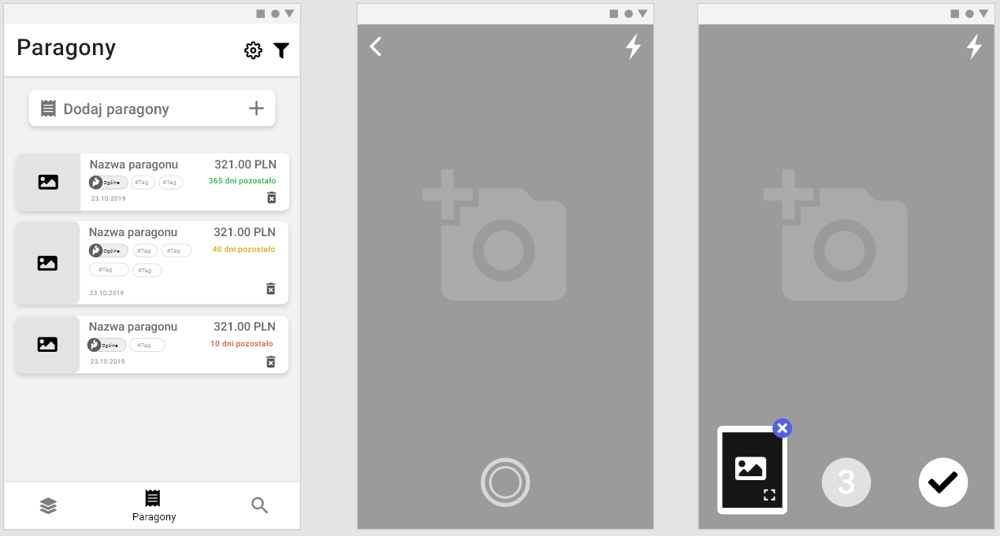 Paragony
Dodaj paragony
Nazwa paragonu 321.00 PLN
Ogólne #Tag #Tag 365 dni pozostało
23.10.2019
Nazwa paragonu 321.00 PLN
Ogólne #Tag #Tag 40 dni pozostało
#Tag #Tag
23.10.2019
Nazwa paragonu 321.00 PLN
Ogólne #Tag 10 dni pozostało
23.10.2019
Paragony
3